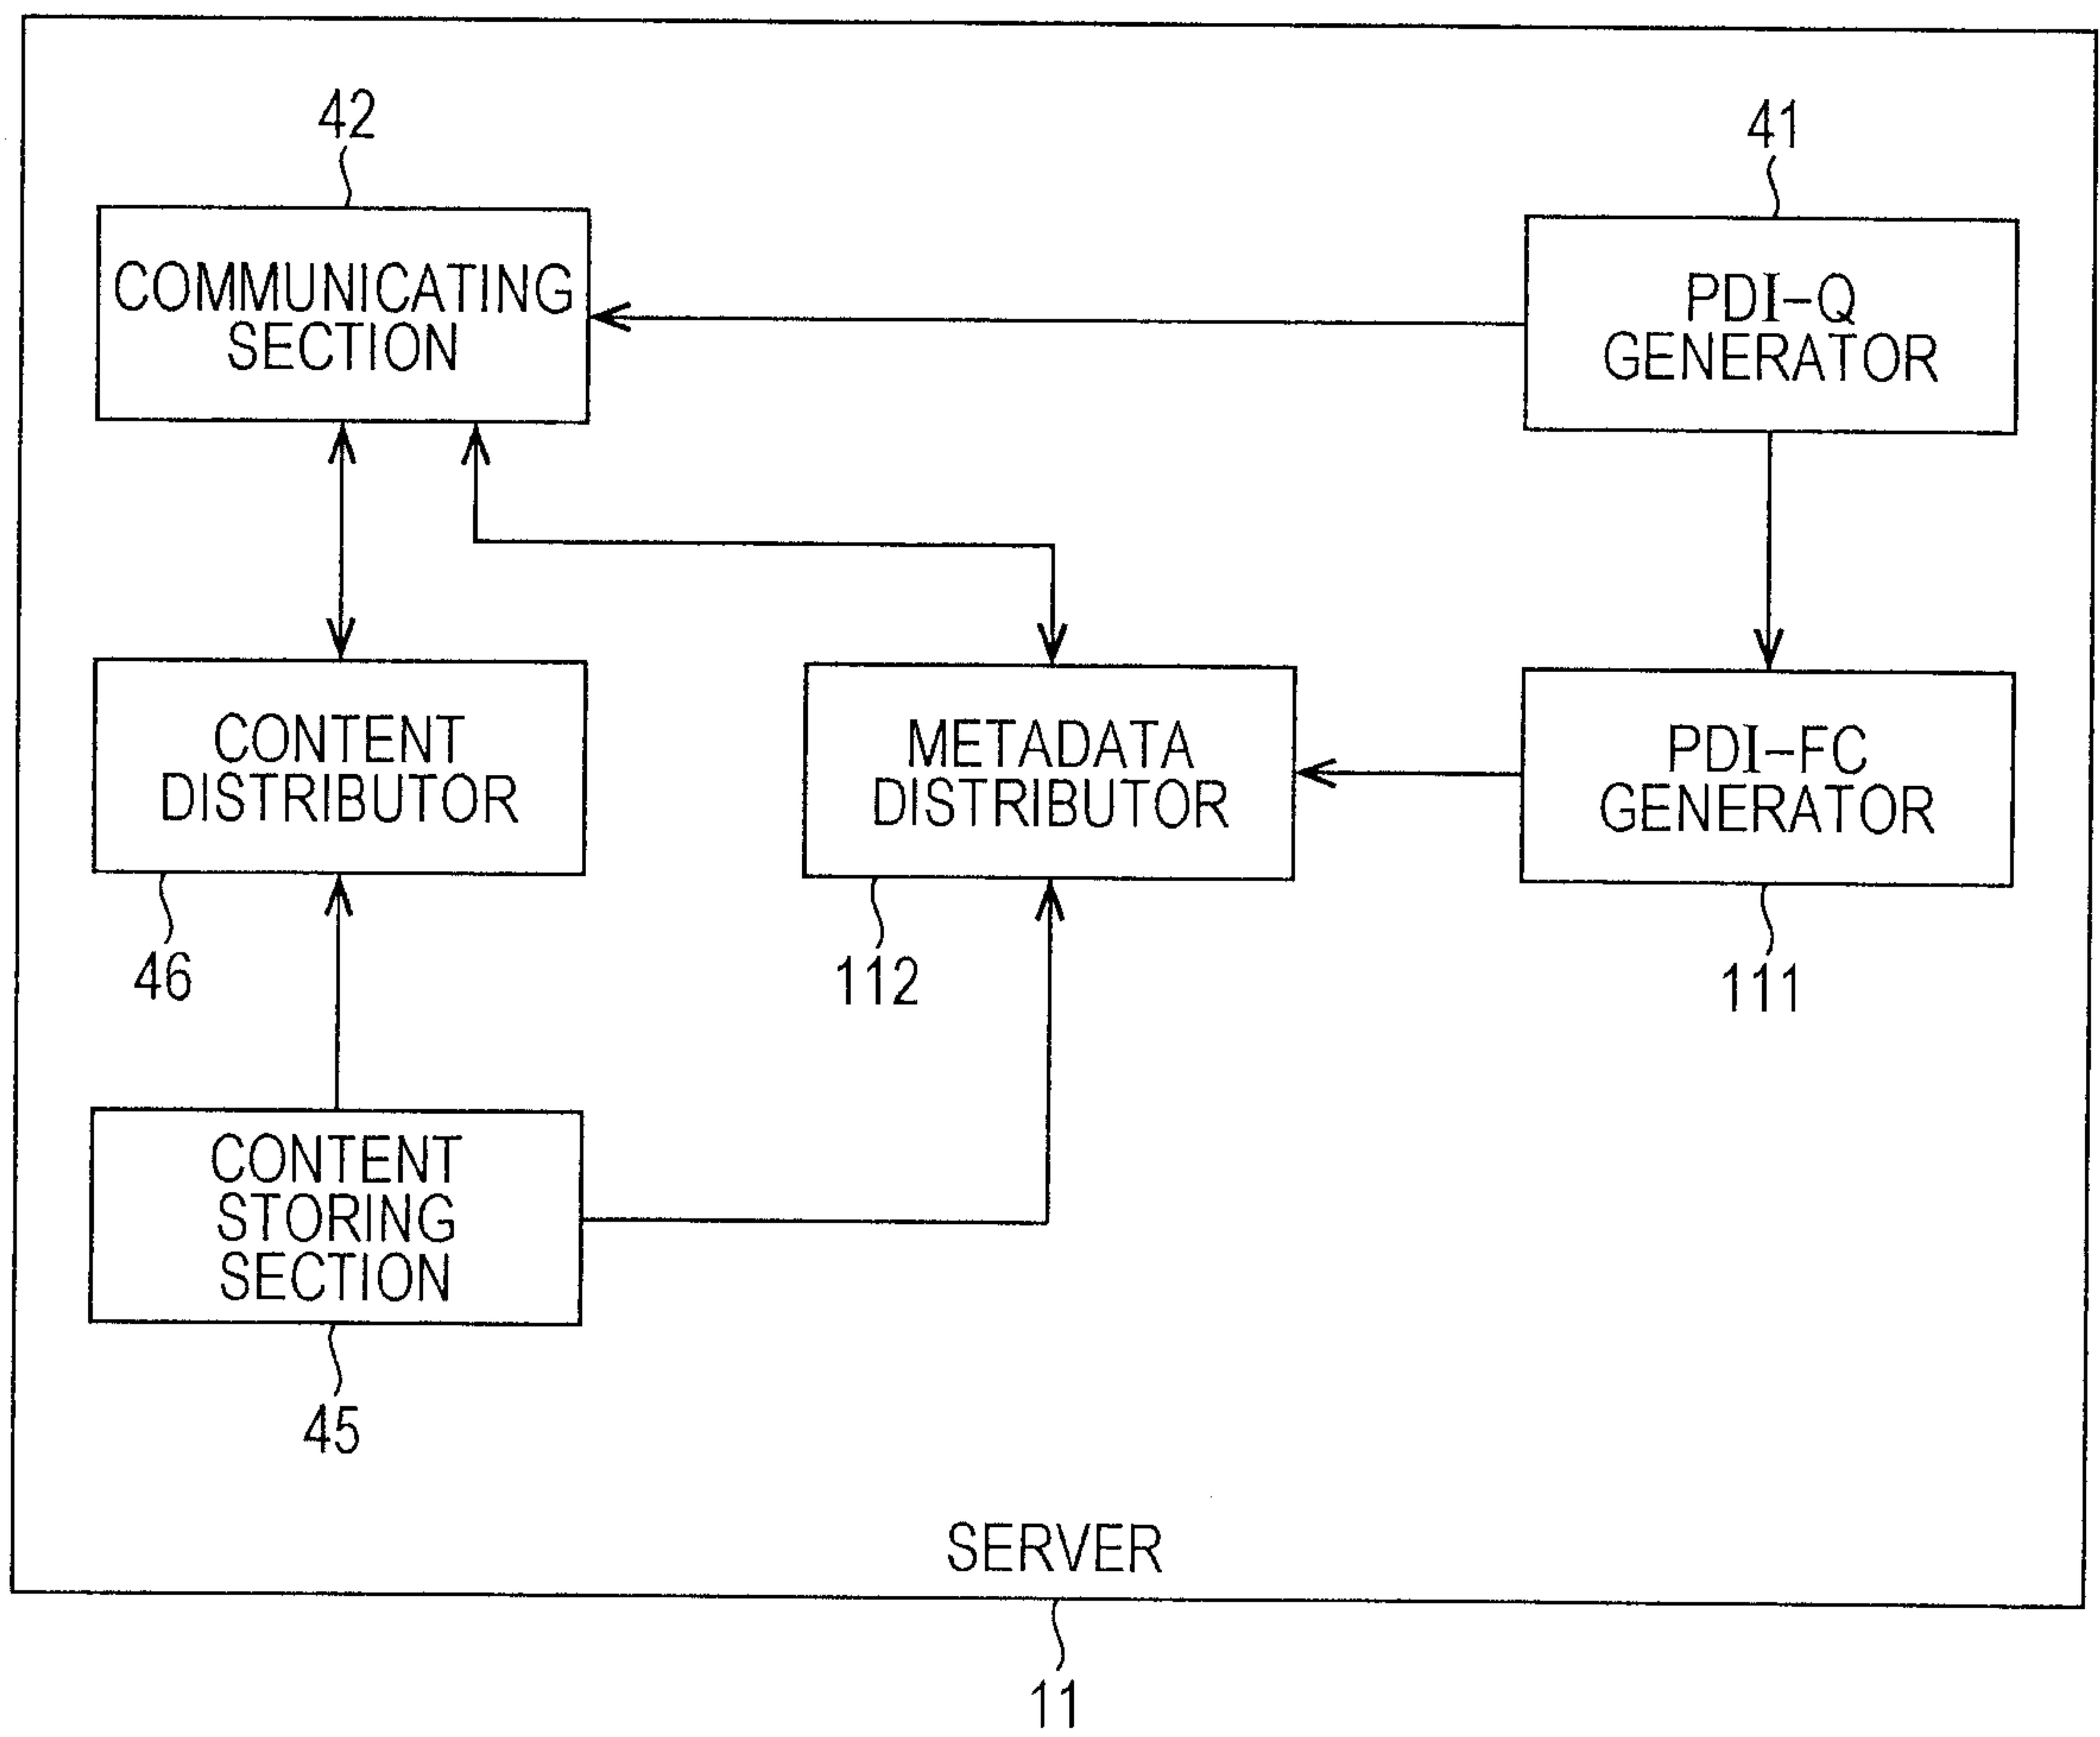 42
41
COMMUNICATING
SECTION
PDI-Q
GENERATOR
CONTENT
DISTRIBUTOR
METADATA
DISTRIBUTOR
PDI-FC
GENERATOR
46
112
111
CONTENT
STORING
SECTION
45
SERVER
11